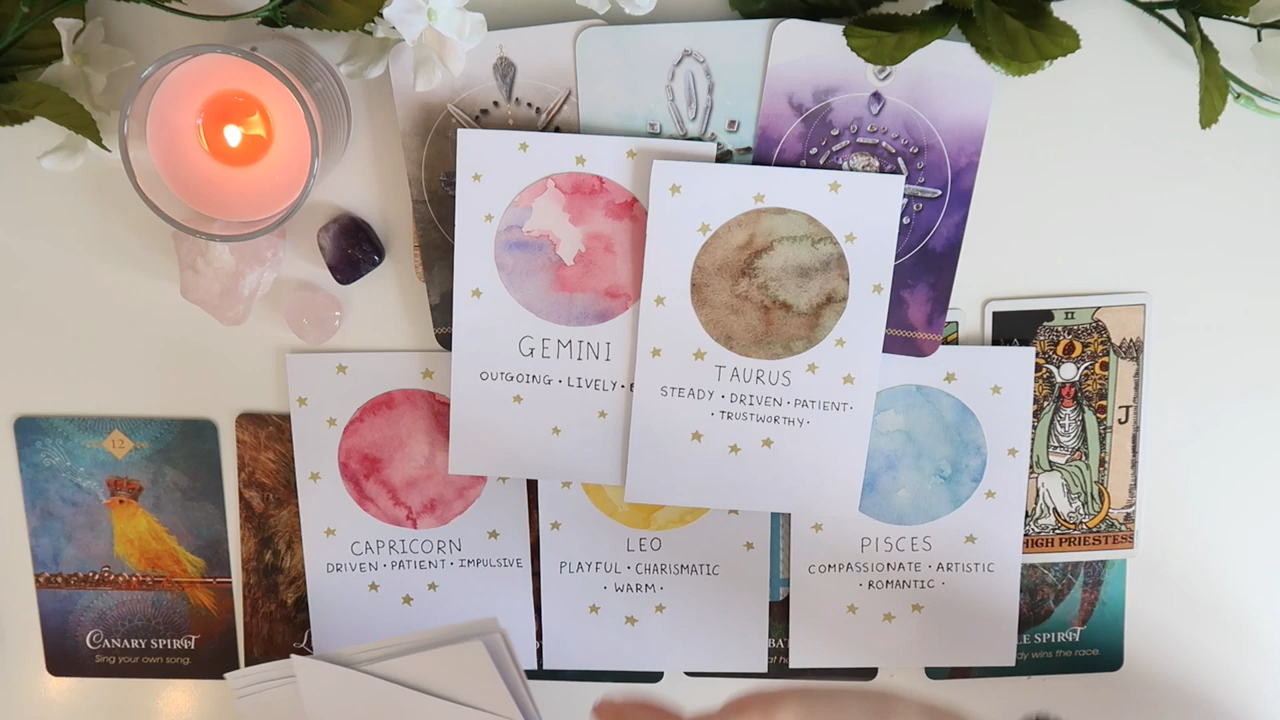 GEMINI
OUTGOING • LIVELY •
TAURUS
STEADY • DRIVEN • PATIENT •
• TRUSTWORTHY •
CAPRICORN
DRIVEN • PATIENT • IMPULSIVE
LEO
PLAYFUL • CHARISMATIC
• WARM •
PISCES
COMPASSIONATE • ARTISTIC
• ROMANTIC •
II
J
HIGH PRIESTESS
12
CANARY SPIRIT
Sing your own song.
SPIRIT
wins the race.